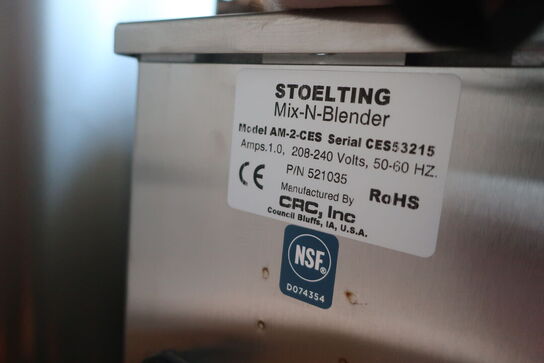 STOELTING
Mix-N-Blender
Model AM-2-CES Serial CES53215
Amps.1.0, 208-240 Volts, 50-60 HZ.
P/N 521035
CE
Manufactured By
RoHS
CRC, Inc
Council Bluffs, IA, U.S.A.
NSF®
D074354